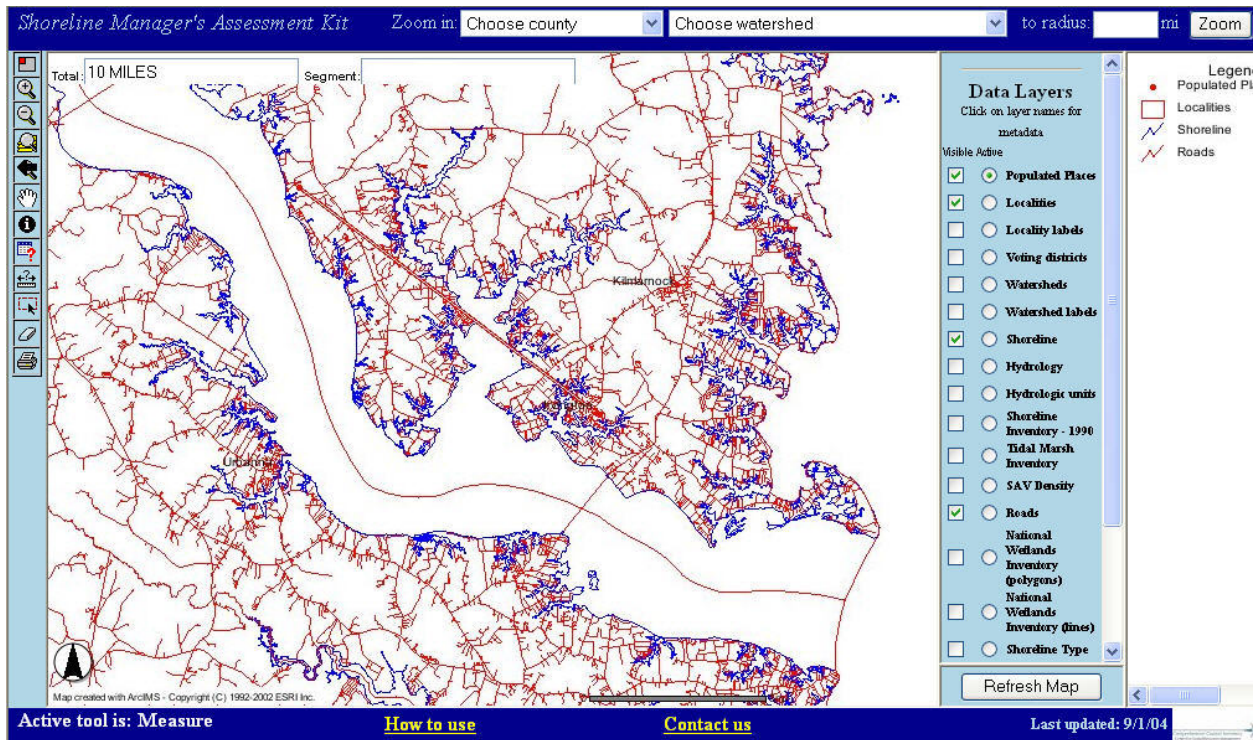 Shoreline Manager's Assessment Kit Zoom in: Choose county Choose watershed to radius: mi Zoom
Total: 10 MILES Segment:
Kilmarnock
Map created with ArcIMS - Copyright (C) 1992-2002 ESRI Inc.
Data Layers
Click on layer names for
metadata
Visible Active
Populated Places
Localities
Locality labels
Voting districts
Watersheds
Watershed labels
Shoreline
Hydrology
Hydrologic units
Shoreline
Inventory - 1990
Tidal Marsh
Inventory
SAV Density
Roads
National
Wetlands
Inventory
(polygons)
National
Wetlands
Inventory (lines)
Shoreline Type
Refresh Map
Legen
Populated Pl
Localities
Shoreline
Roads
Active tool is: Measure How to use Contact us Last updated: 9/1/04